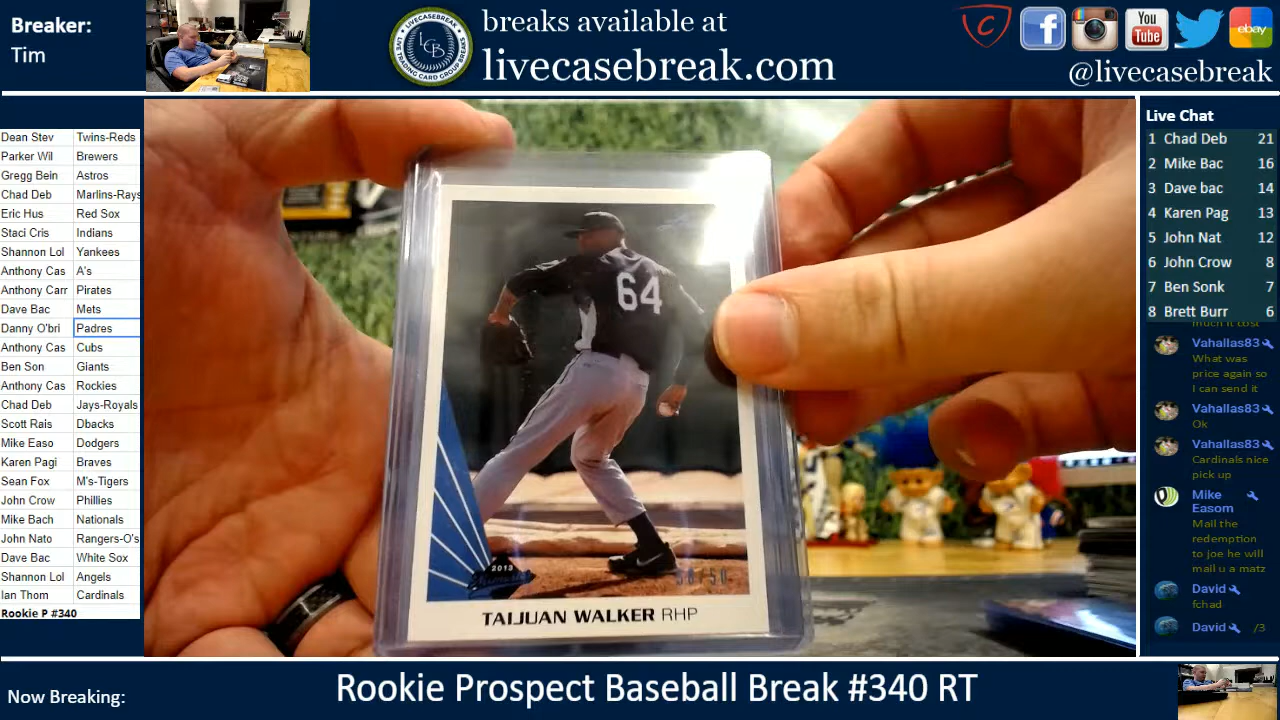 Breaker:
Tim
LIVECASEBREAK
LCB
breaks available at
livecasebreak.com
You
Tube
ebay
@livecasebreak
Dean Stev Twins-Reds
Parker Wil Brewers
Gregg Bein Astros
Chad Deb Marlins-Rays
Eric Hus Red Sox
Staci Cris Indians
Shannon Lol Yankees
Anthony Cas A's
Anthony Carr Pirates
Dave Bac Mets
Danny O'bri Padres
Anthony Cas Cubs
Ben Son Giants
Anthony Cas Rockies
Chad Deb Jays-Royals
Scott Rais Dbacks
Mike Easo Dodgers
Karen Pagi Braves
Sean Fox M's-Tigers
John Crow Phillies
Mike Bach Nationals
John Nato Rangers-O's
Dave Bac White Sox
Shannon Lol Angels
Ian Thom Cardinals
Rookie P #340
64
2013
TAIJUAN WALKER RHP
Live Chat
1 Chad Deb 21
2 Mike Bac 16
3 Dave bac 14
4 Karen Pag 13
5 John Nat 12
6 John Crow 8
7 Ben Sonk 7
8 Brett Burr 6
much it cost
Vahallas83
What was
price again so
I can send it
Vahallas83
Ok
Vahallas83
Cardinals nice
pick up
Mike
Easom
Mail the
redemption
to joe he will
mail u a matz
David
fchad
David /3
Now Breaking:
Rookie Prospect Baseball Break #340 RT